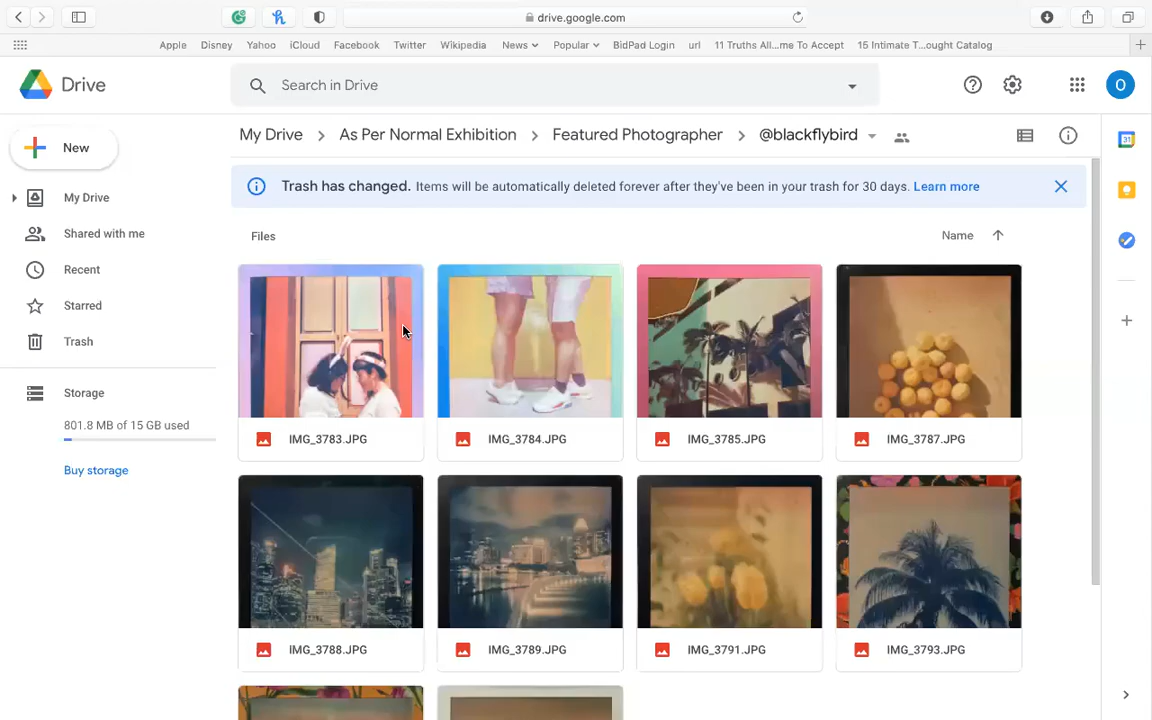 drive.google.com
Apple Disney Yahoo iCloud Facebook Twitter Wikipedia News Popular BidPad Login url 11 Truths All...me To Accept 15 Intimate T...ought Catalog
Drive
Search in Drive
O
New
My Drive
Shared with me
Recent
Starred
Trash
Storage
801.8 MB of 15 GB used
Buy storage
My Drive > As Per Normal Exhibition > Featured Photographer > @blackflybird
Trash has changed. Items will be automatically deleted forever after they've been in your trash for 30 days. Learn more
Files
Name
IMG_3783.JPG
IMG_3784.JPG
IMG_3785.JPG
IMG_3787.JPG
IMG_3788.JPG
IMG_3789.JPG
IMG_3791.JPG
IMG_3793.JPG
31